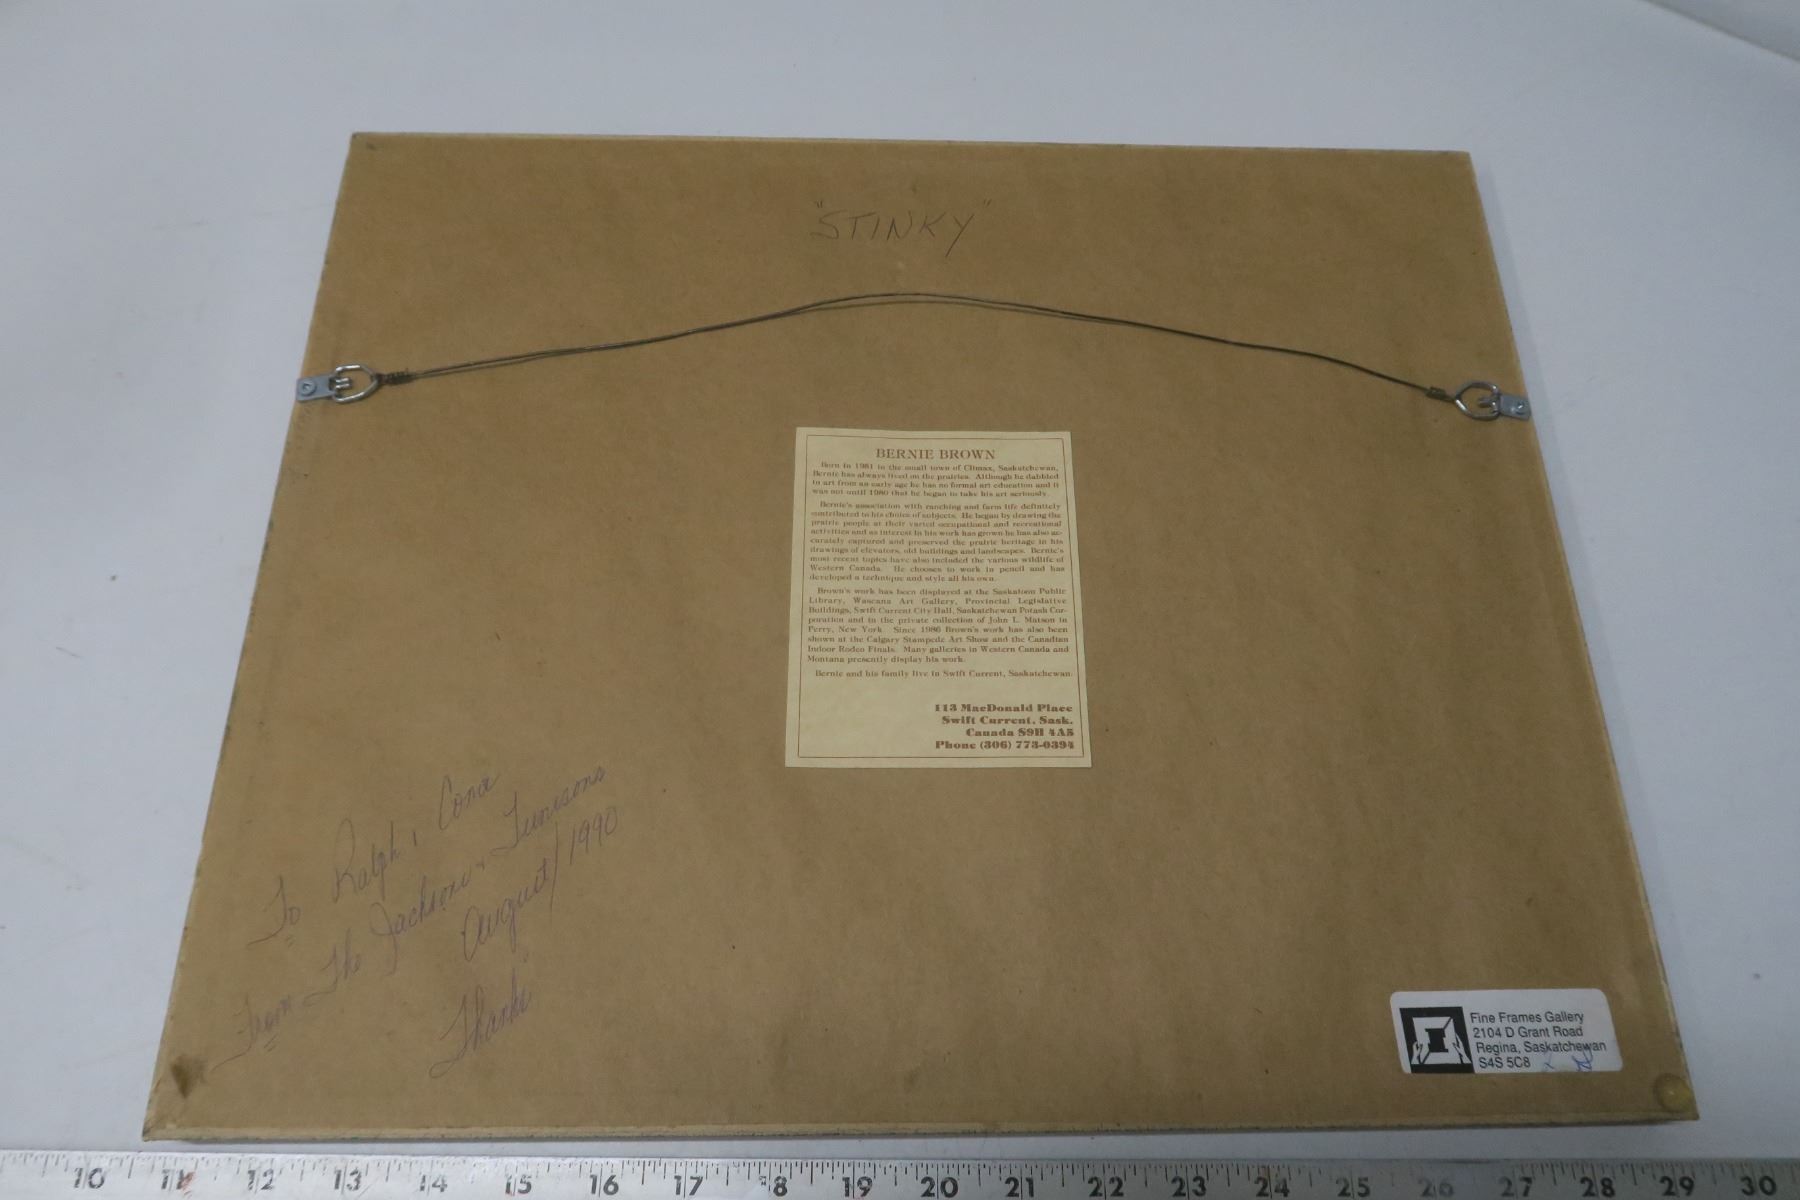 "STINKY"
BERNIE BROWN
Born in 1951 in the small town of Climax, Saskatchewan,
Bernie has always lived on the prairies. Although he dabbled
in art from an early age he has no formal art education and it
was not until 1980 that he began to take his art seriously.
Bernie's association with ranching and farm life definitely
contributed to his choice of subjects. He began by drawing the
prairie people at their varied occupational and recreational
activities and as interest in his work has grown he has also ac-
curately captured and preserved the prairie heritage in his
drawings of elevators, old buildings and landscapes. Bernie's
most recent topics have also included the various wildlife of
Western Canada. He chooses to work in pencil and has
developed a technique and style all his own.
Brown's work has been displayed at the Saskatoon Public
Library, Wascana Art Gallery, Provincial Legislative
Buildings, Swift Current City Hall, Saskatchewan Potash Cor-
poration and in the private collection of John L. Matson in
Perry, New York. Since 1986 Brown's work has also been
shown at the Calgary Stampede Art Show and the Canadian
Indoor Rodeo Finals. Many galleries in Western Canada and
Montana presently display his work.
Bernie and his family live in Swift Current, Saskatchewan.
113 MacDonald Place
Swift Current, Sask.
Canada S9H 4A5
Phone (306) 773-0394
To Ralph, Cona
From The Jacksons + Tunisons
August/1990
Thanks
Fine Frames Gallery
2104 D Grant Road
Regina, Saskatchewan
S4S 5C8
10 11 12 13 14 15 16 17 18 19 20 21 22 23 24 25 26 27 28 29 30